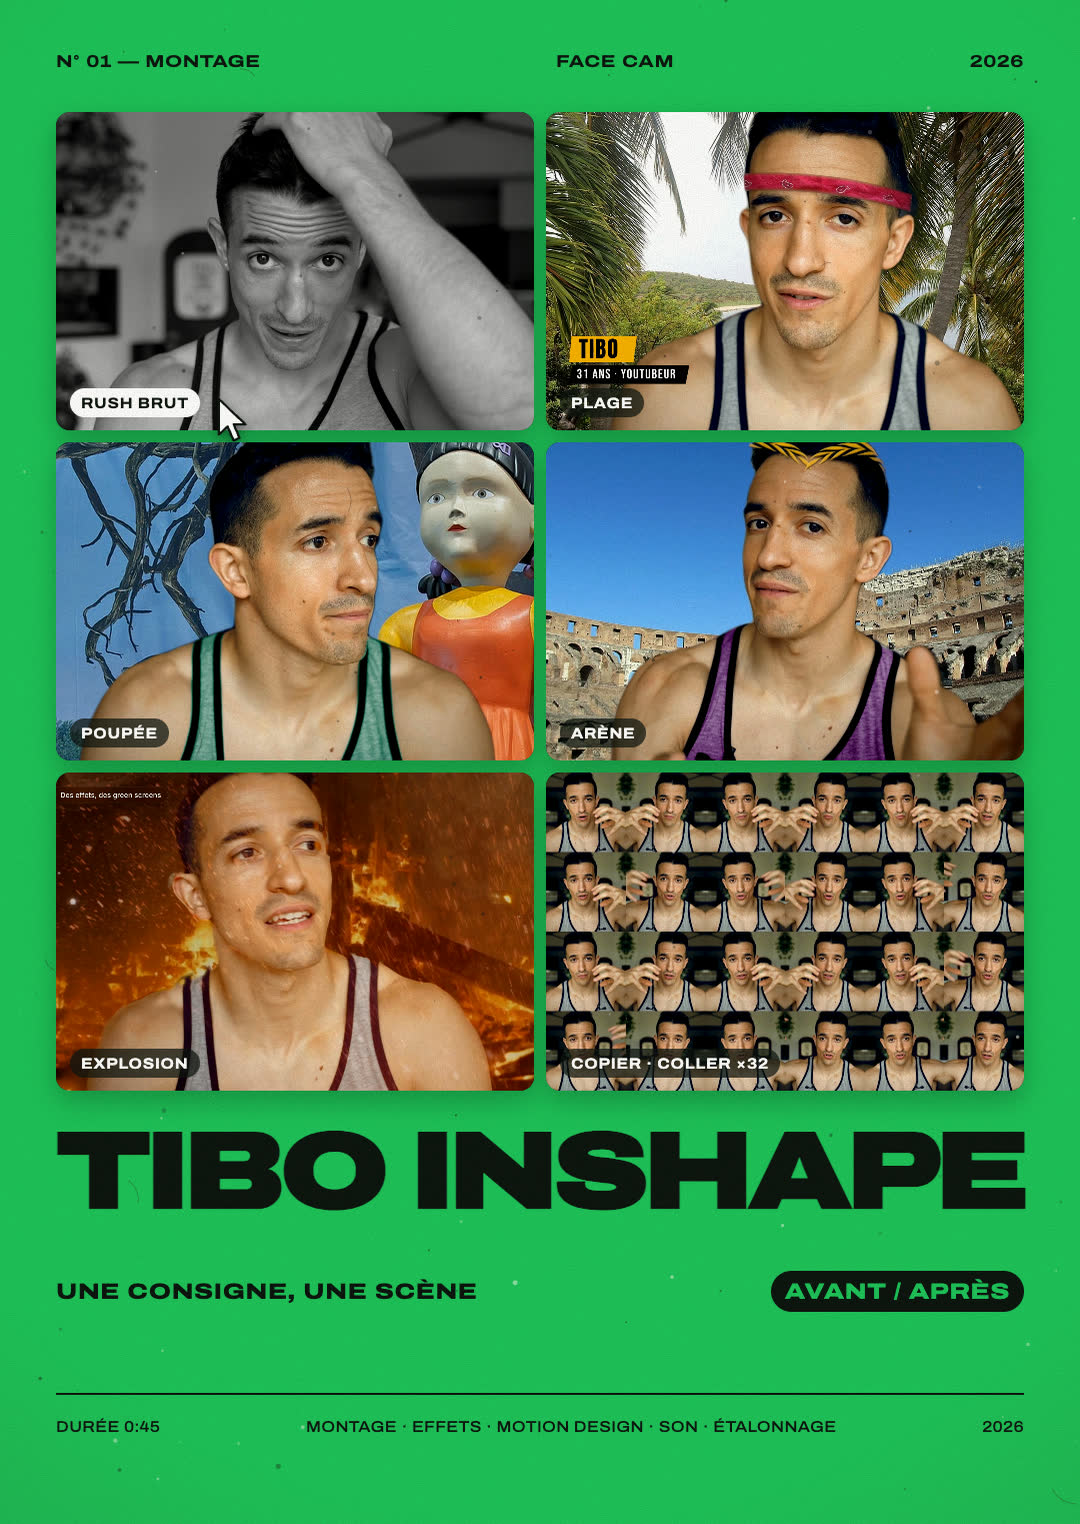 N° 01 — MONTAGE
FACE CAM
2026
RUSH BRUT
TIBO
31 ANS · YOUTUBEUR
PLAGE
POUPÉE
ARÈNE
Des effets, des green screens
EXPLOSION
COPIER · COLLER ×32
TIBO INSHAPE
UNE CONSIGNE, UNE SCÈNE
AVANT / APRÈS
DURÉE 0:45
MONTAGE · EFFETS · MOTION DESIGN · SON · ÉTALONNAGE
2026